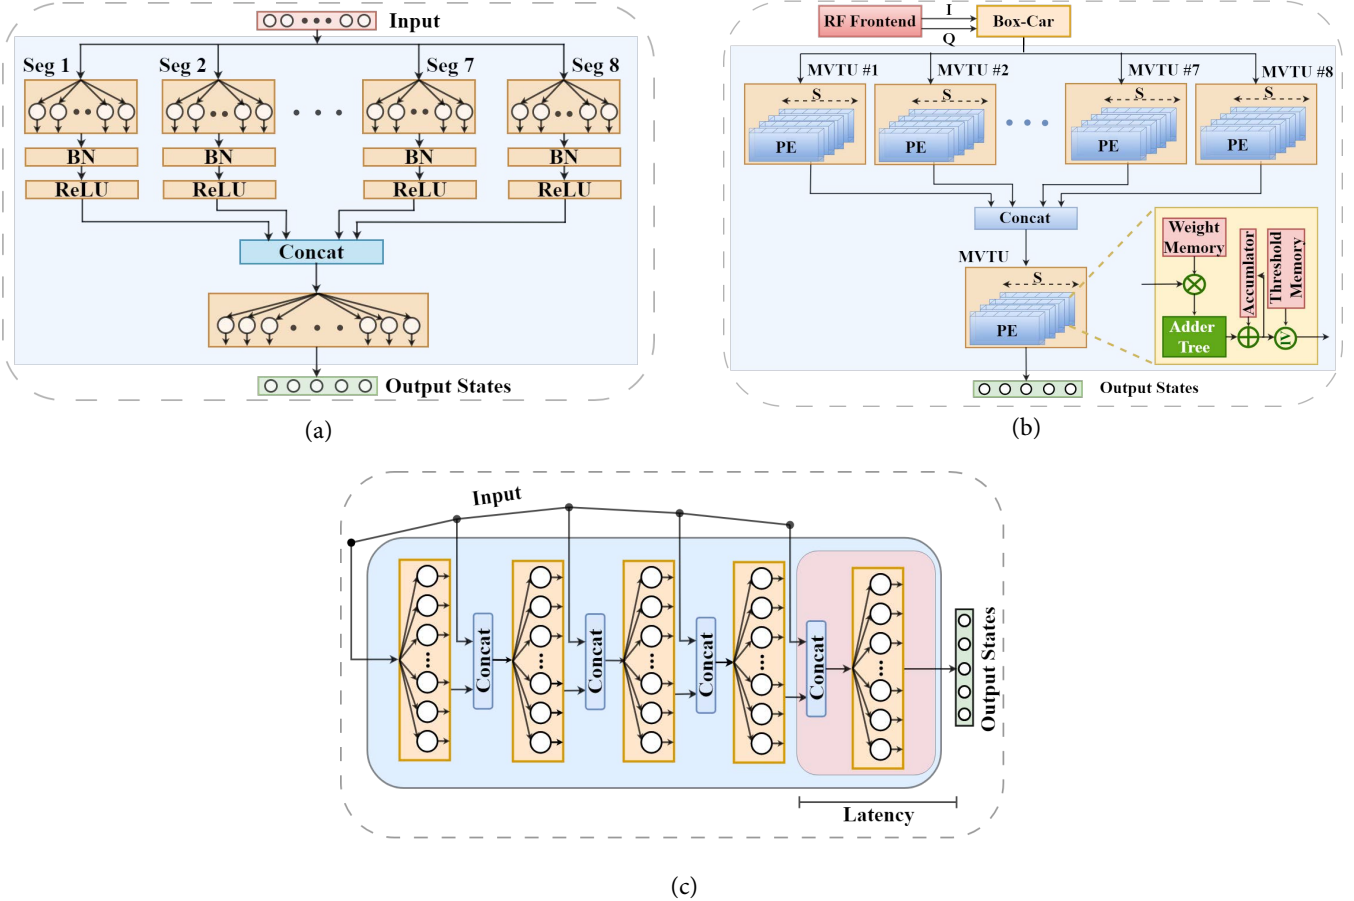 Input
Seg 1
Seg 2
Seg 7
Seg 8
BN
BN
BN
BN
ReLU
ReLU
ReLU
ReLU
Concat
Output States
(a)
RF Frontend
I
Q
Box-Car
MVTU #1
MVTU #2
MVTU #7
MVTU #8
S
S
S
S
PE
PE
PE
PE
Concat
MVTU
S
PE
Weight
Memory
Adder
Tree
Accumulator
Threshold
Memory
≥
Output States
(b)
Input
Concat
Concat
Concat
Concat
Output States
Latency
(c)